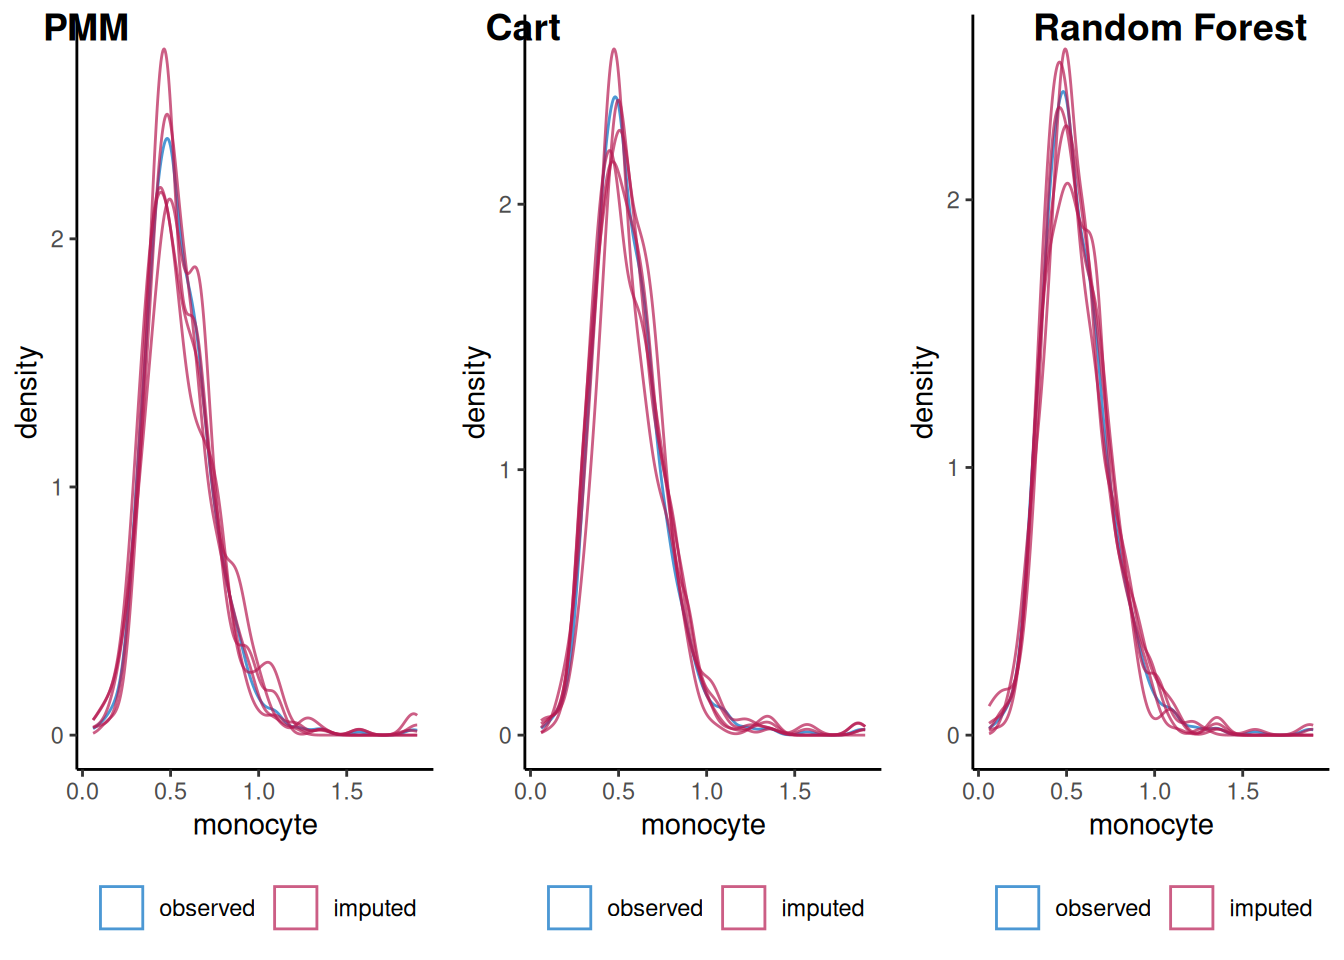 PMM
Cart
Random Forest
density
2
1
0
0.0 0.5 1.0 1.5
monocyte
observed imputed
density
2
1
0
0.0 0.5 1.0 1.5
monocyte
observed imputed
density
2
1
0
0.0 0.5 1.0 1.5
monocyte
observed imputed